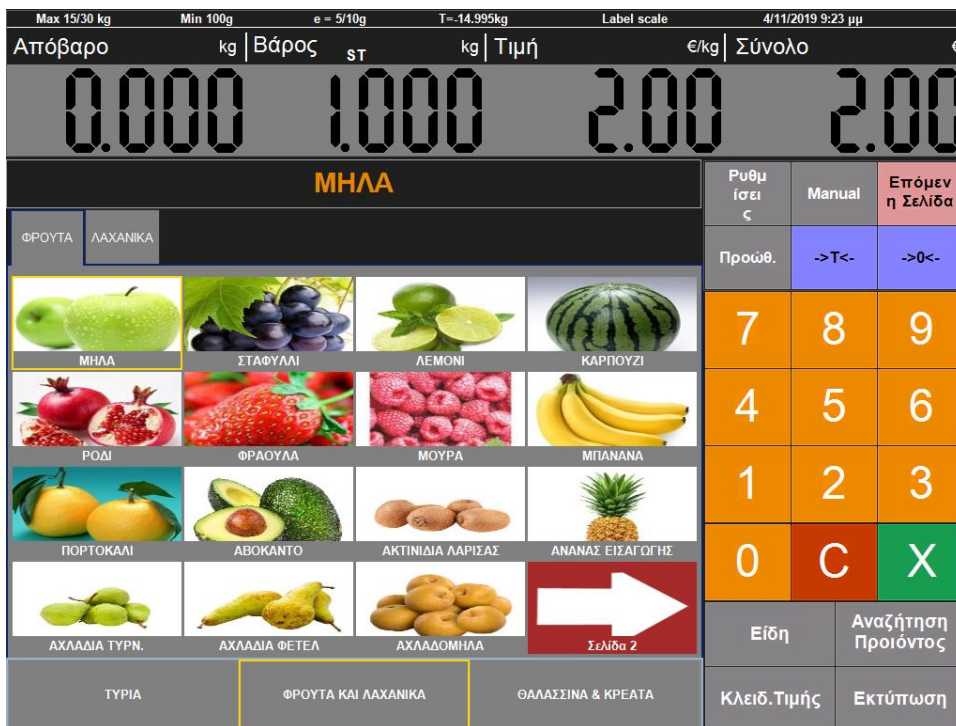 Max 15/30 kg Min 100g e = 5/10g T=-14.995kg Label scale 4/11/2019 9:23 μμ
Απόβαρο kg Βάρος ST kg Τιμή €/kg Σύνολο €
0.000 1.000 2.00 2.00
ΜΗΛΑ
Ρυθμ
ίσει
ς
Manual
Επόμεν
η Σελίδα
ΦΡΟΥΤΑ ΛΑΧΑΝΙΚΑ
Προώθ. ->T<- ->0<-
ΜΗΛΑ ΣΤΑΦΥΛΛΙ ΛΕΜΟΝΙ ΚΑΡΠΟΥΖΙ
7 8 9
ΡΟΔΙ ΦΡΑΟΥΛΑ ΜΟΥΡΑ ΜΠΑΝΑΝΑ
4 5 6
ΠΟΡΤΟΚΑΛΙ ΑΒΟΚΑΝΤΟ ΑΚΤΙΝΙΔΙΑ ΛΑΡΙΣΑΣ ΑΝΑΝΑΣ ΕΙΣΑΓΩΓΗΣ
1 2 3
0 C X
ΑΧΛΑΔΙΑ ΤΥΡΝ. ΑΧΛΑΔΙΑ ΦΕΤΕΛ ΑΧΛΑΔΟΜΗΛΑ Σελίδα 2
Είδη
Αναζήτηση
Προιόντος
ΤΥΡΙΑ ΦΡΟΥΤΑ ΚΑΙ ΛΑΧΑΝΙΚΑ ΘΑΛΑΣΣΙΝΑ & ΚΡΕΑΤΑ
Κλειδ.Τιμής Εκτύπωση